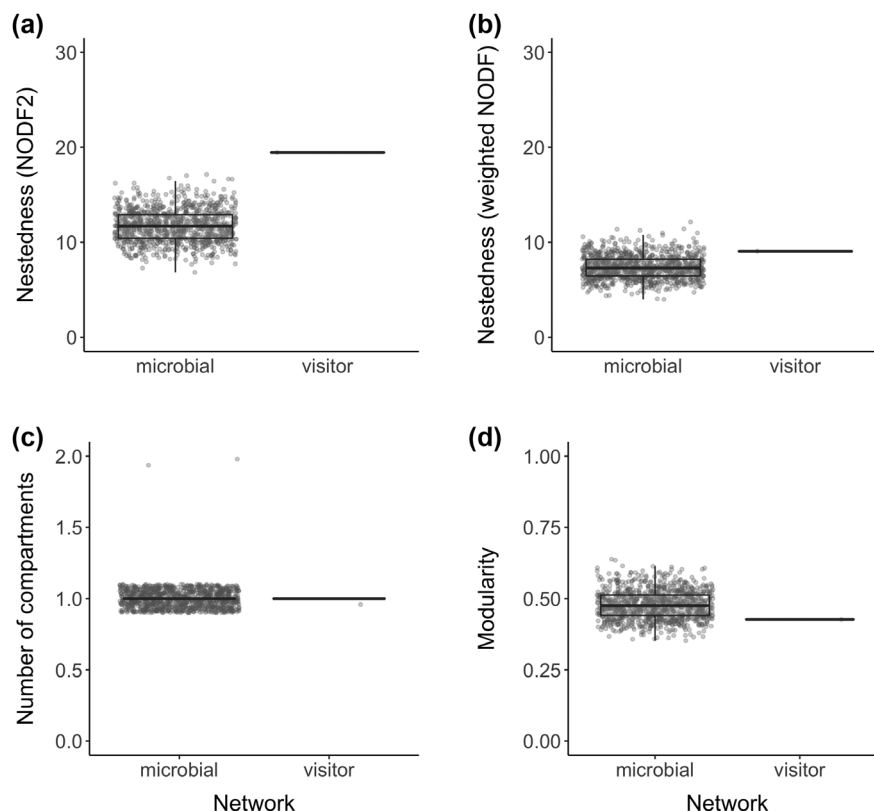 (a)
Nestedness (NODF2)
30
20
10
0
microbial visitor
(b)
Nestedness (weighted NODF)
30
20
10
0
microbial visitor
(c)
Number of compartments
2.0
1.5
1.0
0.5
0.0
microbial visitor
Network
(d)
Modularity
1.00
0.75
0.50
0.25
0.00
microbial visitor
Network